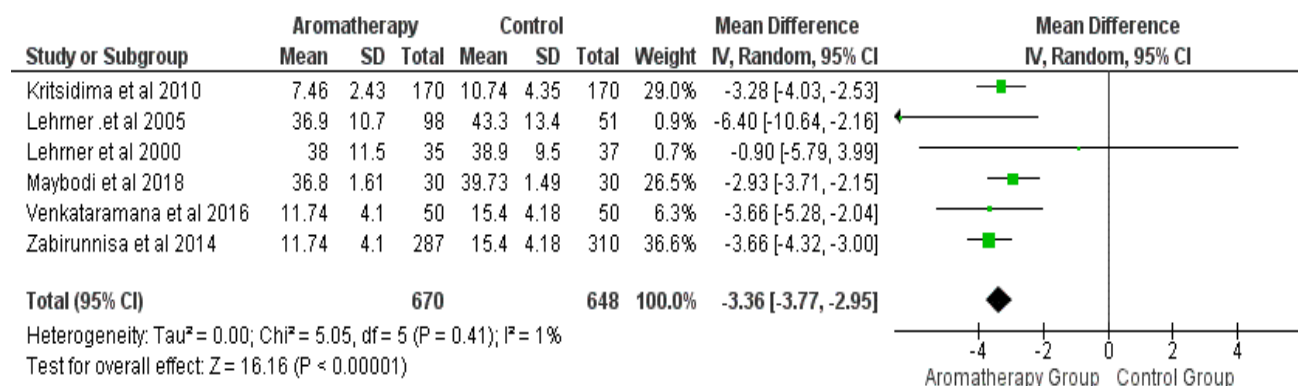 Aromatherapy Control Mean Difference Mean Difference
Study or Subgroup Mean SD Total Mean SD Total Weight IV, Random, 95% CI IV, Random, 95% CI
Kritsidima et al 2010 7.46 2.43 170 10.74 4.35 170 29.0% -3.28 [-4.03, -2.53]
Lehrner .et al 2005 36.9 10.7 98 43.3 13.4 51 0.9% -6.40 [-10.64, -2.16]
Lehrner et al 2000 38 11.5 35 38.9 9.5 37 0.7% -0.90 [-5.79, 3.99]
Maybodi et al 2018 36.8 1.61 30 39.73 1.49 30 26.5% -2.93 [-3.71, -2.15]
Venkataramana et al 2016 11.74 4.1 50 15.4 4.18 50 6.3% -3.66 [-5.28, -2.04]
Zabirunnisa et al 2014 11.74 4.1 287 15.4 4.18 310 36.6% -3.66 [-4.32, -3.00]
Total (95% CI) 670 648 100.0% -3.36 [-3.77, -2.95]
Heterogeneity: Tau² = 0.00; Chi² = 5.05, df = 5 (P = 0.41); I² = 1%
Test for overall effect: Z = 16.16 (P < 0.00001)
-4 -2 0 2 4
Aromatherapy Group Control Group